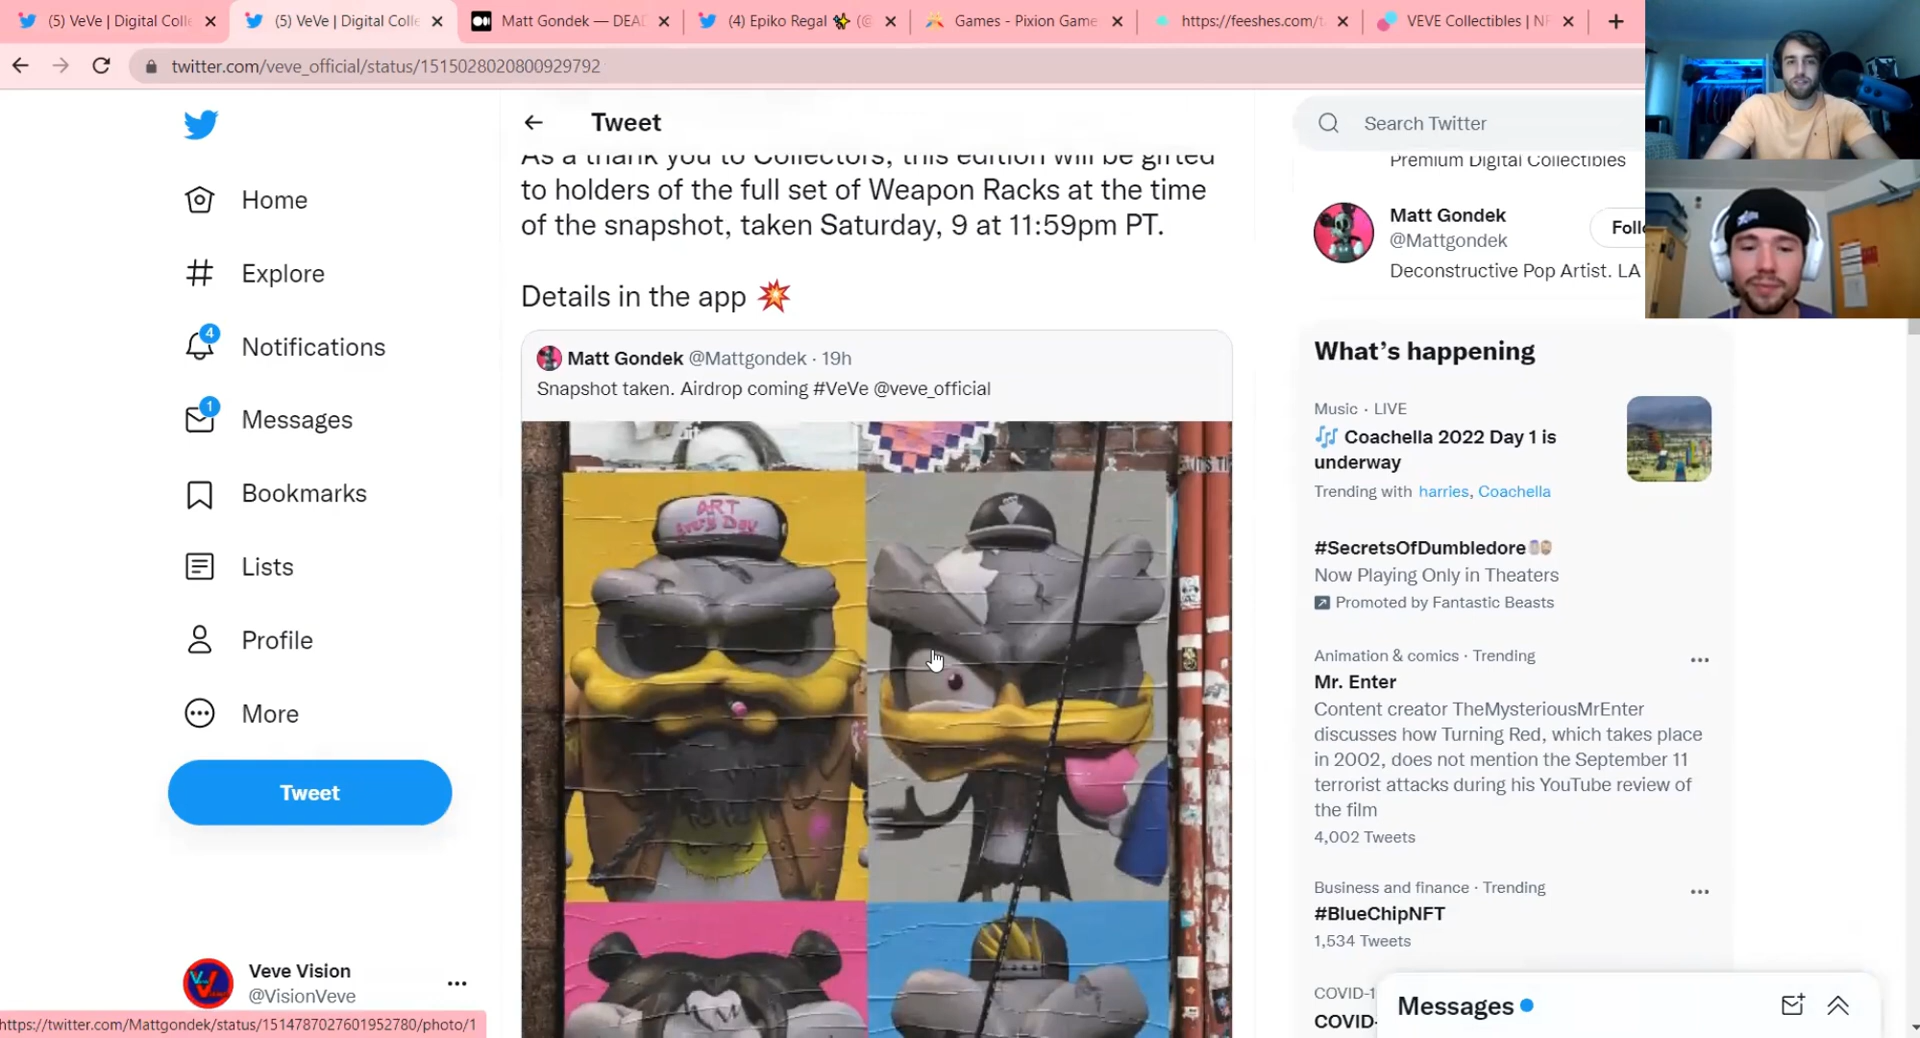 (5) VeVe | Digital Colle
(5) VeVe | Digital Colle
Matt Gondek — DEAD
(4) Epiko Regal ✨ (@
Games - Pixion Game
https://feeshes.com/t
VEVE Collectibles | NF
twitter.com/veve_official/status/1515028020800929792
Home
Explore
4
Notifications
1
Messages
Bookmarks
Lists
Profile
More
Tweet
Veve Vision
@VisionVeve
https://twitter.com/Mattgondek/status/1514787027601952780/photo/1
Tweet
As a thank you to Collectors, this edition will be gifted
to holders of the full set of Weapon Racks at the time
of the snapshot, taken Saturday, 9 at 11:59pm PT.
Details in the app 💥
Matt Gondek @Mattgondek · 19h
Snapshot taken. Airdrop coming #VeVe @veve_official
ART
Every Day
Search Twitter
Premium Digital Collectibles
Matt Gondek
@Mattgondek
Deconstructive Pop Artist. LA
What's happening
Music · LIVE
🎶 Coachella 2022 Day 1 is
underway
Trending with harries, Coachella
#SecretsOfDumbledore
Now Playing Only in Theaters
Promoted by Fantastic Beasts
Animation & comics · Trending
Mr. Enter
Content creator TheMysteriousMrEnter
discusses how Turning Red, which takes place
in 2002, does not mention the September 11
terrorist attacks during his YouTube review of
the film
4,002 Tweets
Business and finance · Trending
#BlueChipNFT
1,534 Tweets
COVID-1
COVID-
Messages